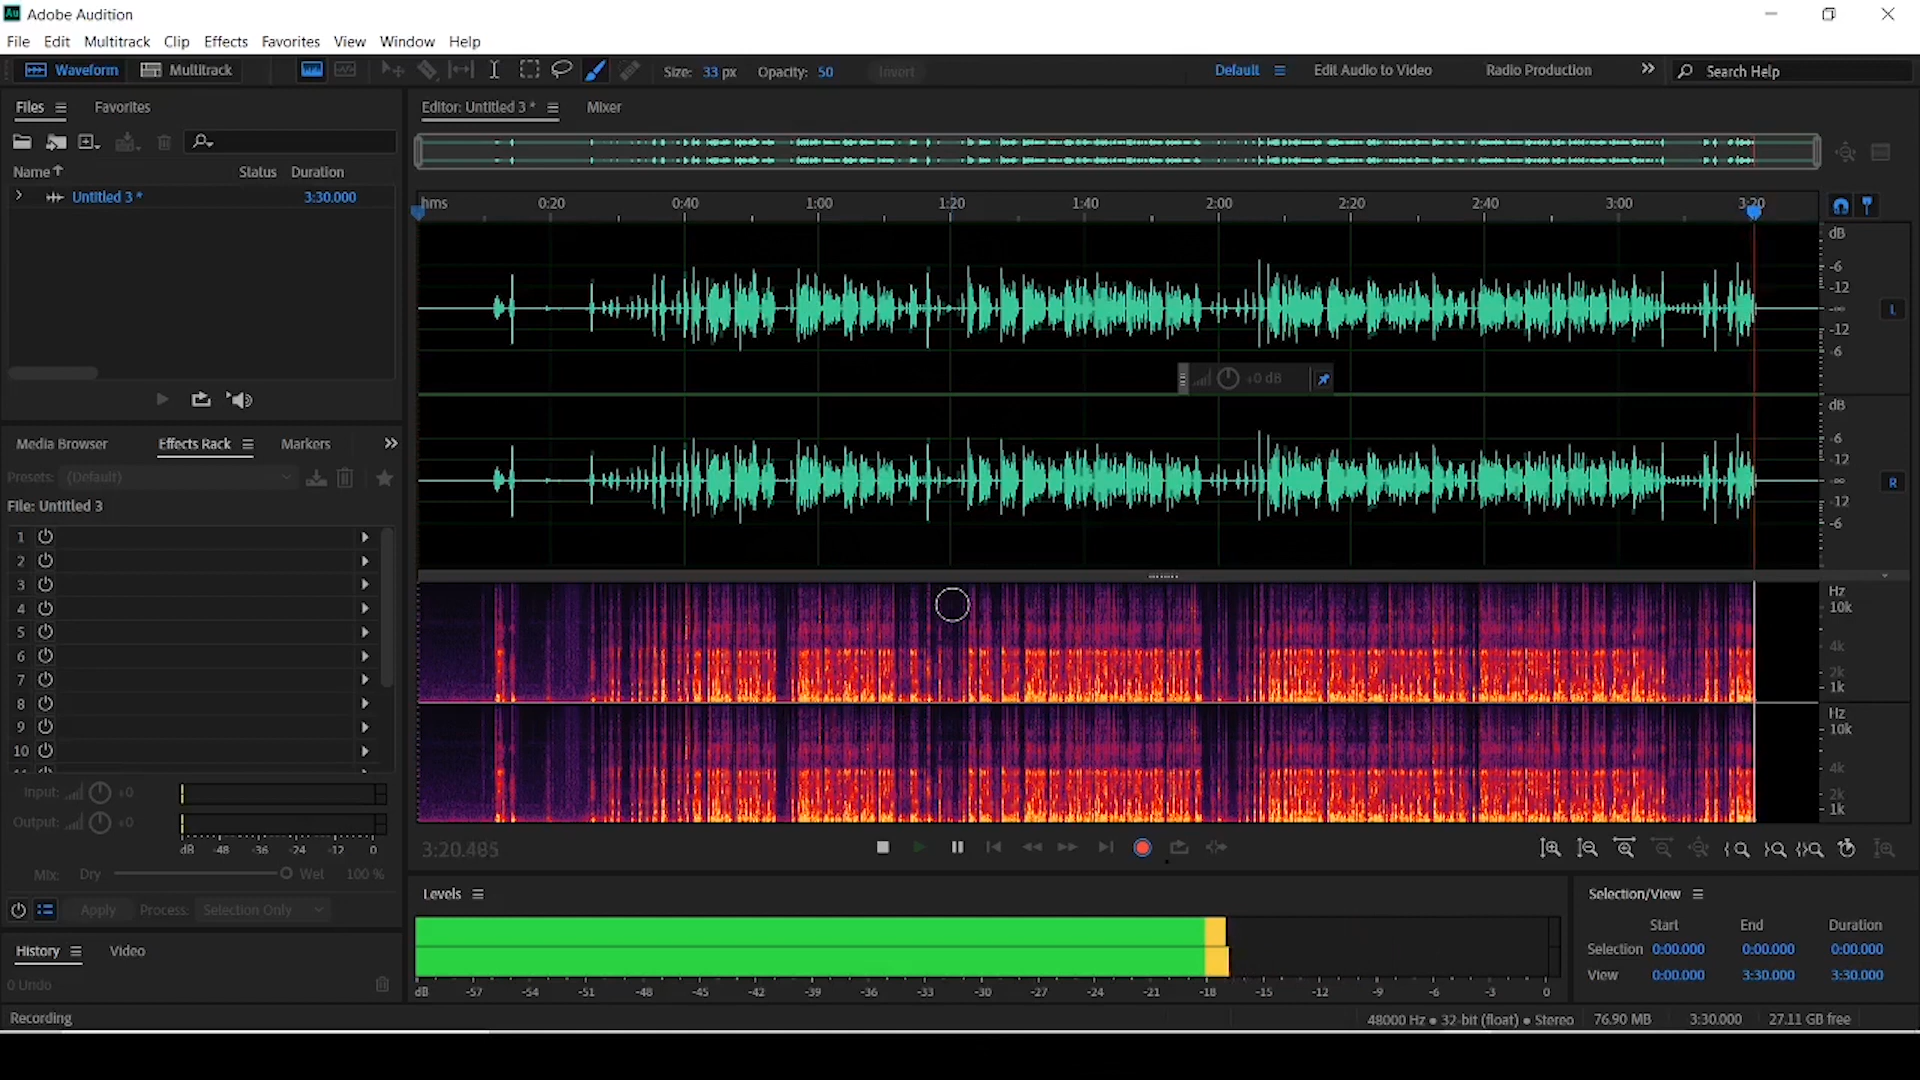 Au Adobe Audition
File Edit Multitrack Clip Effects Favorites View Window Help
Waveform Multitrack Size: 33 px Opacity: 50 Invert Default Edit Audio to Video Radio Production Search Help
Files Favorites
Name Status Duration
Untitled 3 * 3:30.000
Media Browser Effects Rack Markers
Presets: (Default)
File: Untitled 3
1
2
3
4
5
6
7
8
9
10
Input: +0
Output: +0
dB -48 -36 -24 -12 0
Mix: Dry Wet 100 %
Apply Process: Selection Only
History Video
0 Undo
Recording
Editor: Untitled 3 * Mixer
hms 0:20 0:40 1:00 1:20 1:40 2:00 2:20 2:40 3:00 3:20
dB
-6
-12
-∞
-12
-6
L
+0 dB
dB
-6
-12
-∞
-12
-6
R
Hz
10k
4k
2k
1k
Hz
10k
4k
2k
1k
3:20.485
Levels
dB -57 -54 -51 -48 -45 -42 -39 -36 -33 -30 -27 -24 -21 -18 -15 -12 -9 -6 -3 0
Selection/View
Start End Duration
Selection 0:00.000 0:00.000 0:00.000
View 0:00.000 3:30.000 3:30.000
48000 Hz ● 32-bit (float) ● Stereo 76.90 MB 3:30.000 27.11 GB free